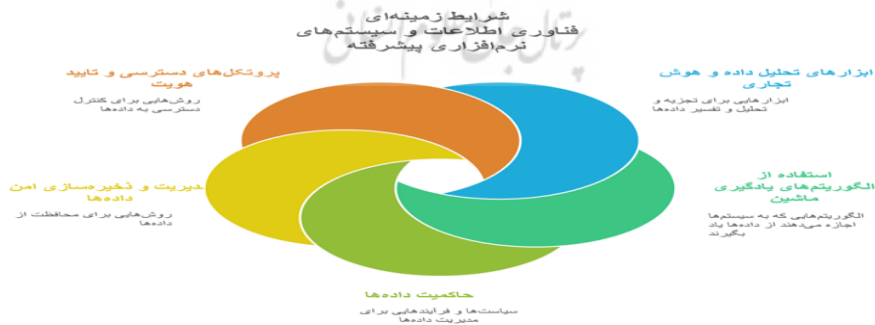 شرایط زمینه‌ای
فناوری اطلاعات و سیستم‌های
نرم‌افزاری پیشرفته
ابزارهای تحلیل داده و هوش
تجاری
ابزارهایی برای تجزیه و
تحلیل و تفسیر داده‌ها
پروتکل‌های دسترسی و تایید
هویت
روش‌هایی برای کنترل
دسترسی به داده‌ها
استفاده از
الگوریتم‌های یادگیری
ماشین
الگوریتم‌هایی که به سیستم‌ها
اجازه می‌دهند از داده‌ها یاد
بگیرند
مدیریت و ذخیره‌سازی امن
داده‌ها
روش‌هایی برای محافظت از
داده‌ها
حاکمیت داده‌ها
سیاست‌ها و فرآیندهایی برای
مدیریت داده‌ها